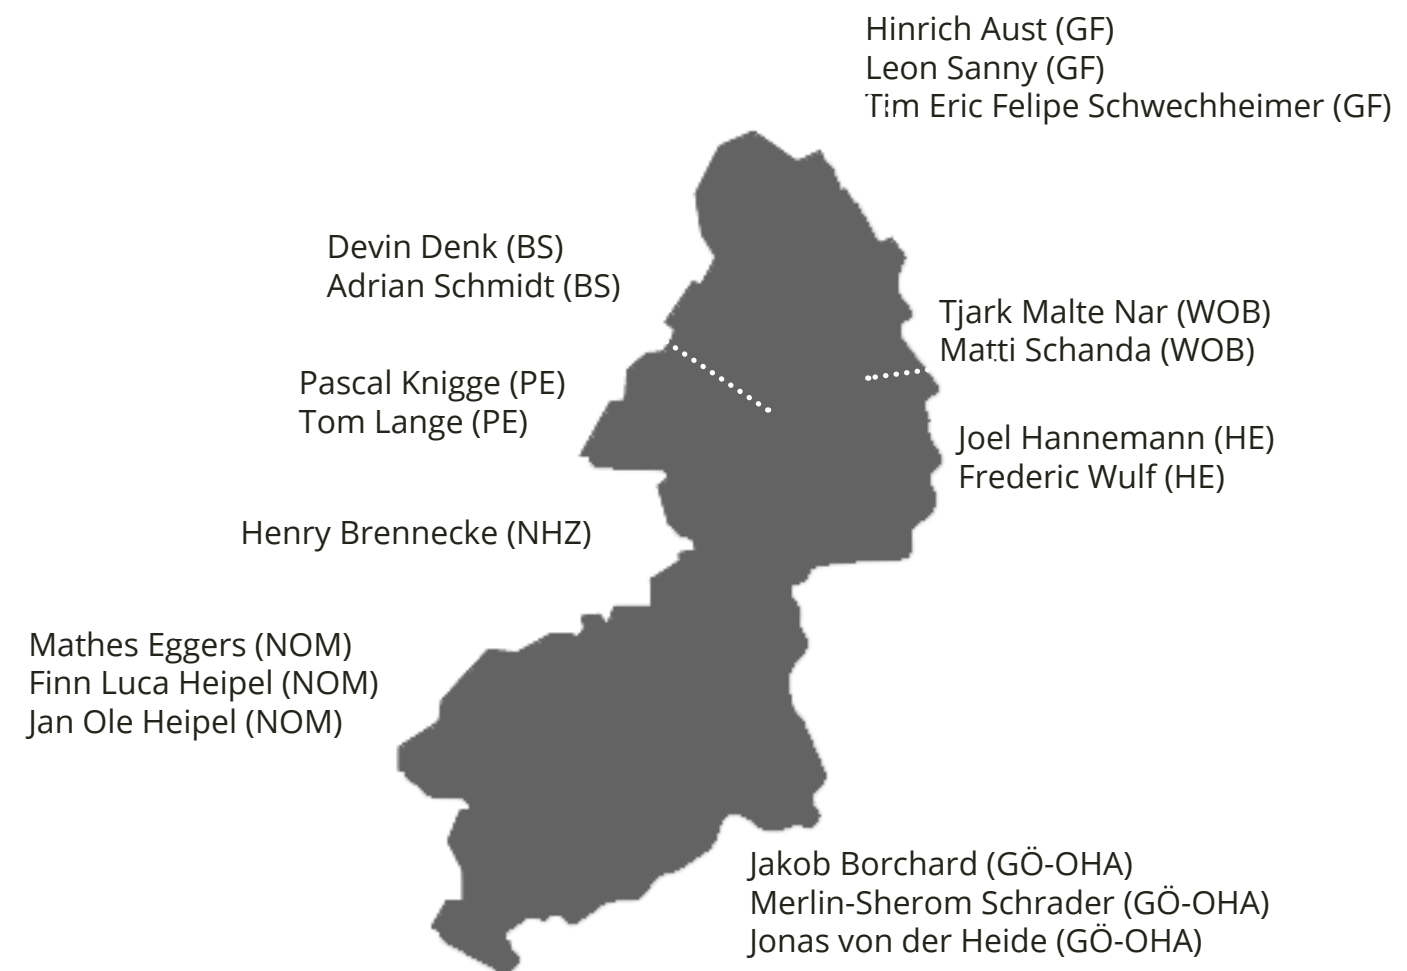 Hinrich Aust (GF)
Leon Sanny (GF)
Tim Eric Felipe Schwechheimer (GF)
Devin Denk (BS)
Adrian Schmidt (BS)
Tjark Malte Nar (WOB)
Matti Schanda (WOB)
Pascal Knigge (PE)
Tom Lange (PE)
Joel Hannemann (HE)
Frederic Wulf (HE)
Henry Brennecke (NHZ)
Mathes Eggers (NOM)
Finn Luca Heipel (NOM)
Jan Ole Heipel (NOM)
Jakob Borchard (GÖ-OHA)
Merlin-Sherom Schrader (GÖ-OHA)
Jonas von der Heide (GÖ-OHA)